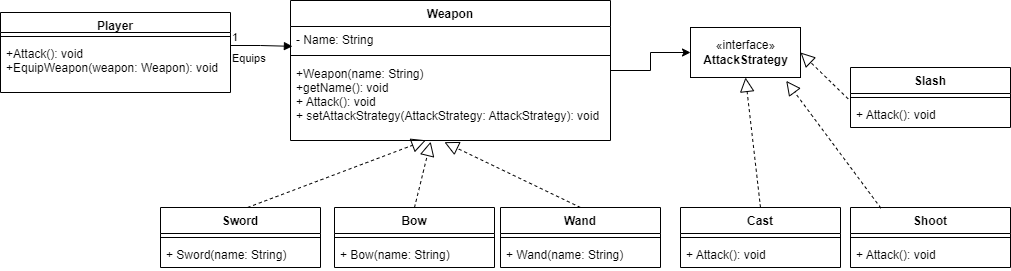 Player
+Attack(): void
+EquipWeapon(weapon: Weapon): void
1
Equips
Weapon
- Name: String
+Weapon(name: String)
+getName(): void
+ Attack(): void
+ setAttackStrategy(AttackStrategy: AttackStrategy): void
«interface»
AttackStrategy
Slash
+ Attack(): void
Sword
+ Sword(name: String)
Bow
+ Bow(name: String)
Wand
+ Wand(name: String)
Cast
+ Attack(): void
Shoot
+ Attack(): void